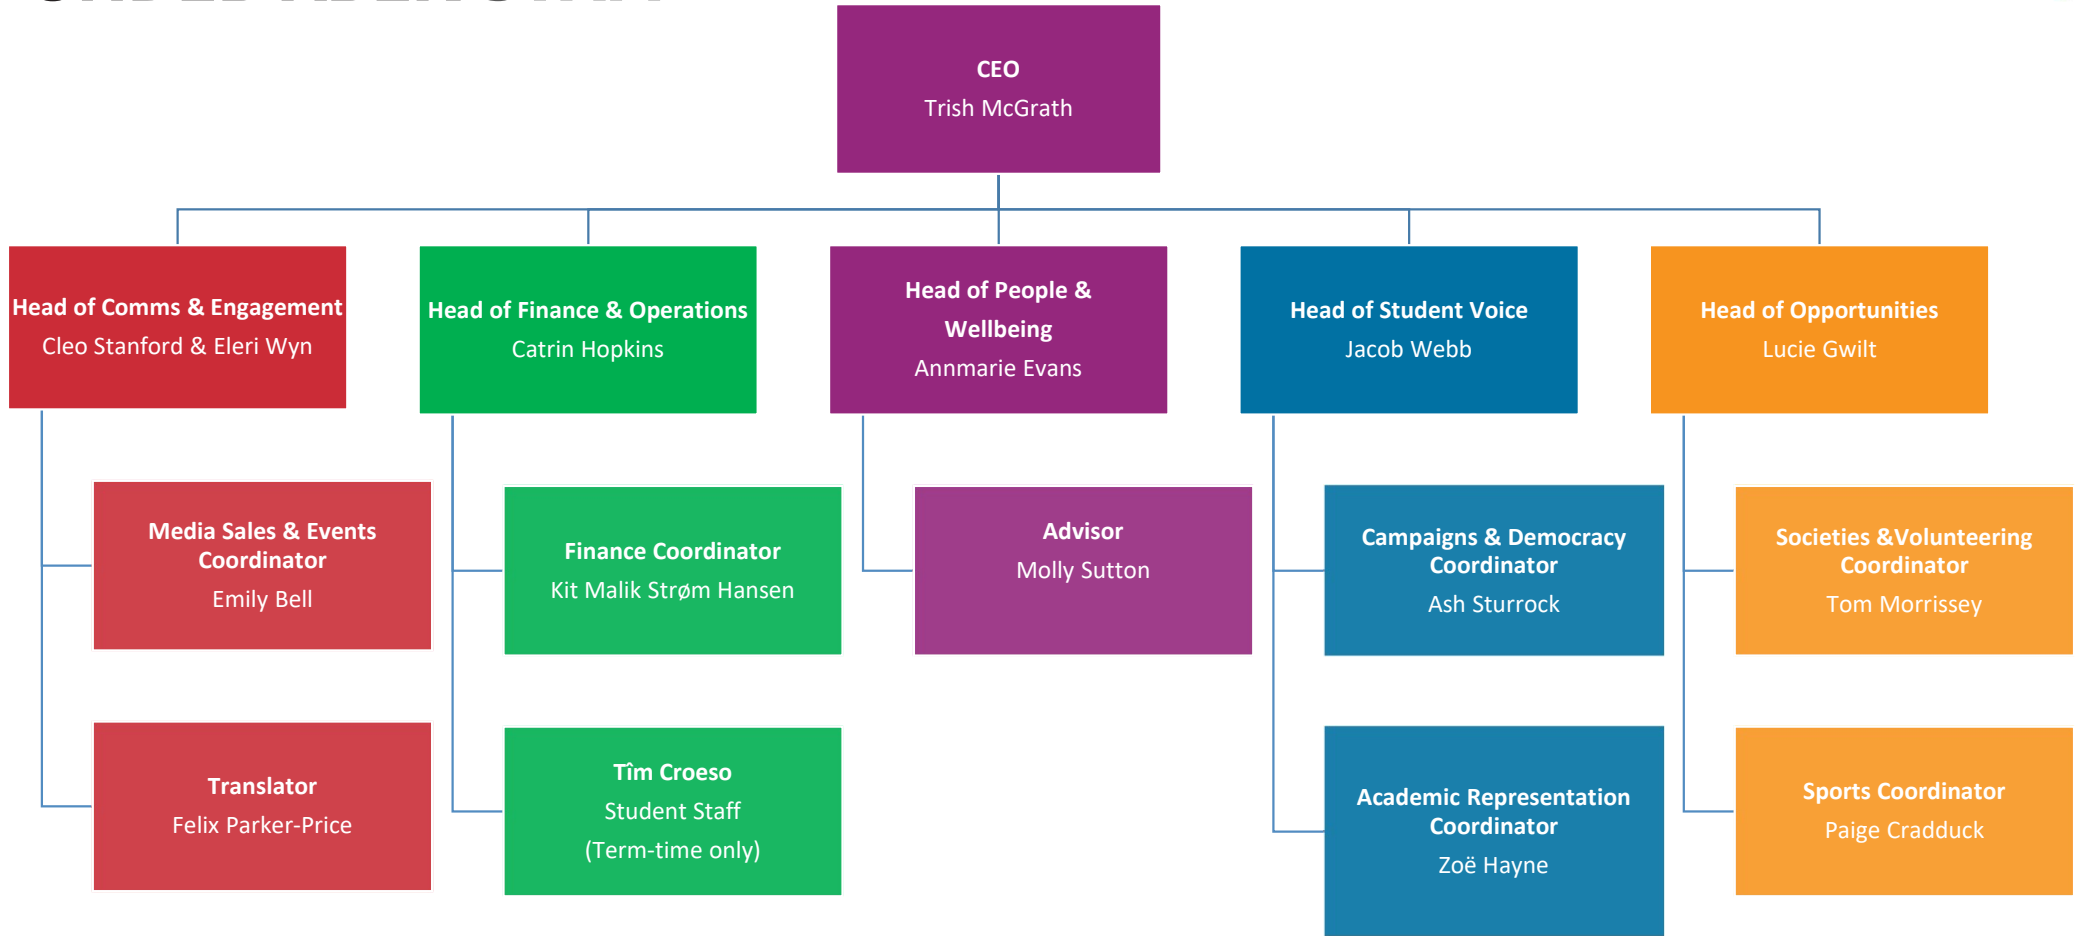 CEO
Trish McGrath
Head of Comms & Engagement
Cleo Stanford & Eleri Wyn
Head of Finance & Operations
Catrin Hopkins
Head of People &
Wellbeing
Annmarie Evans
Head of Student Voice
Jacob Webb
Head of Opportunities
Lucie Gwilt
Media Sales & Events
Coordinator
Emily Bell
Finance Coordinator
Kit Malik Strøm Hansen
Advisor
Molly Sutton
Campaigns & Democracy
Coordinator
Ash Sturrock
Societies &Volunteering
Coordinator
Tom Morrissey
Translator
Felix Parker-Price
Tîm Croeso
Student Staff
(Term-time only)
Academic Representation
Coordinator
Zoë Hayne
Sports Coordinator
Paige Cradduck